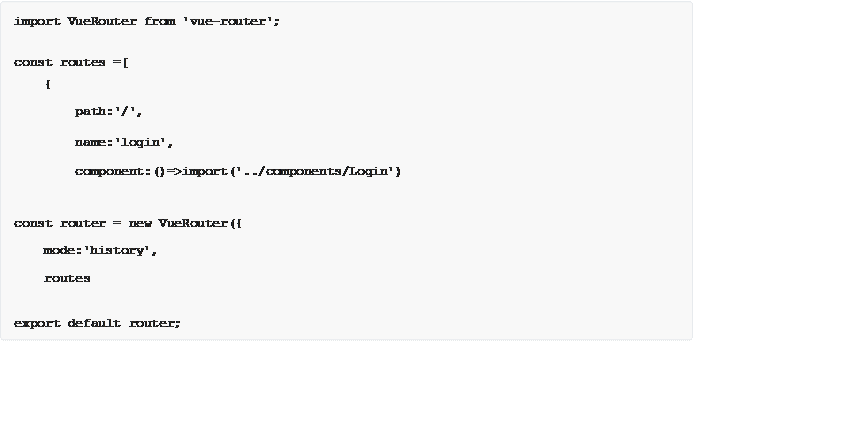 import VueRouter from 'vue-router';
const routes =[
{
path:'/',
name:'login',
component:()=>import('../components/Login')
const router = new VueRouter({
mode:'history',
routes
export default router;